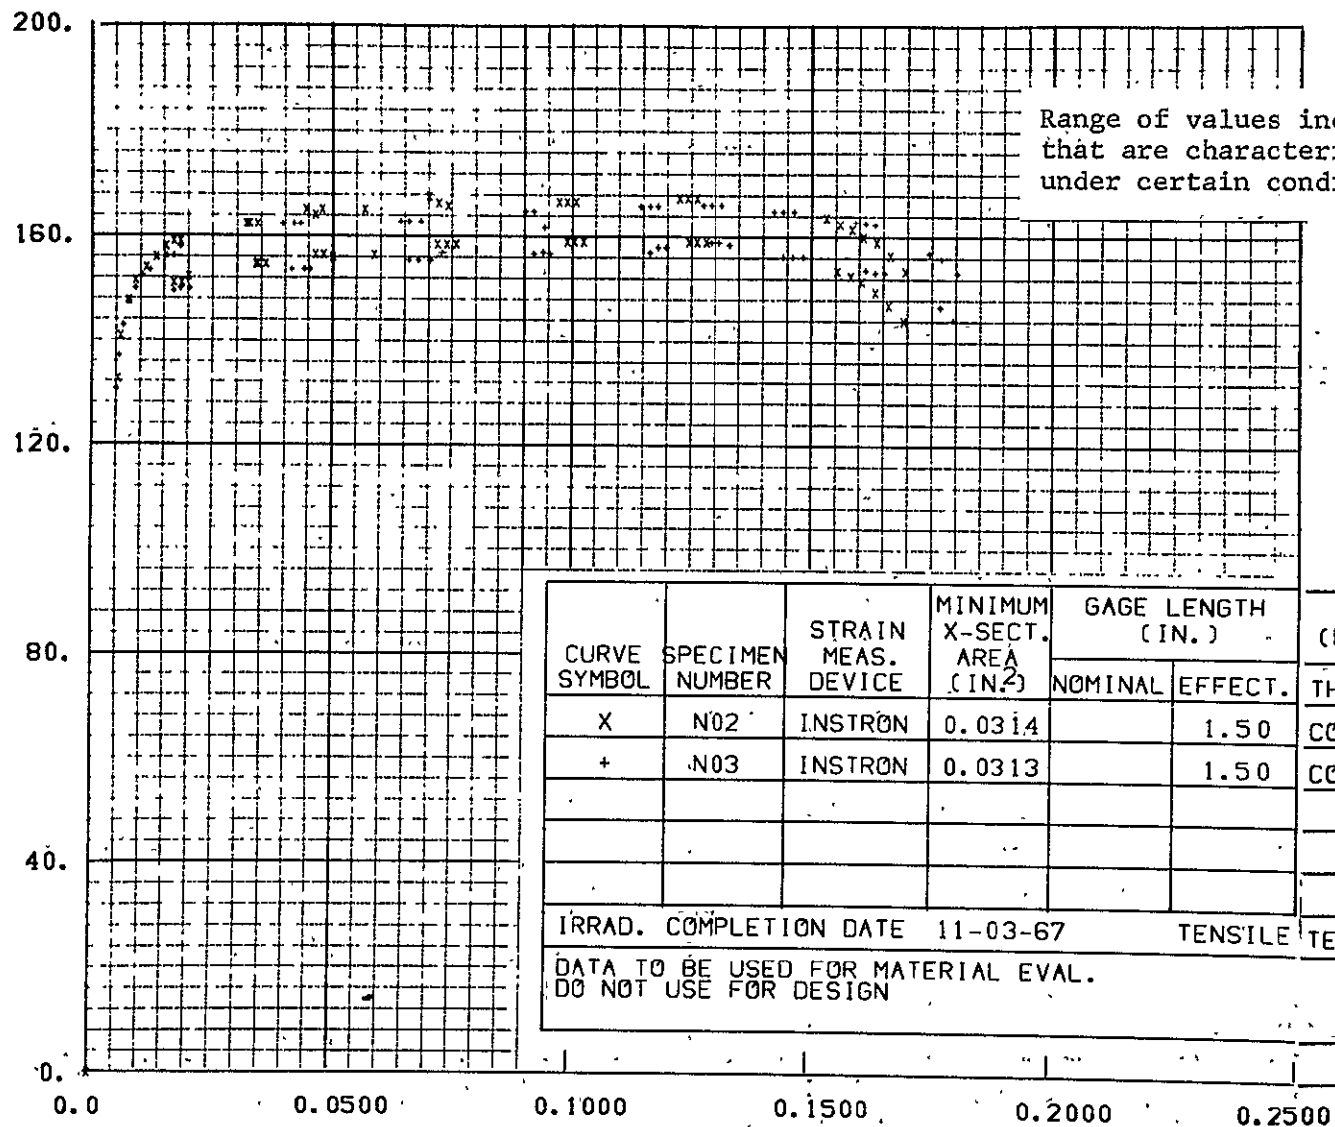 200.
160.
120.
80.
40.
0.
0.0 0.0500 0.1000 0.1500 0.2000 0.2500
Range of values
that are
under certain
CURVE SYMBOL SPECIMEN NUMBER STRAIN MEAS. DEVICE MINIMUM X-SECT. AREA (IN.2) GAGE LENGTH (IN.)
NOMINAL EFFECT.
X N02 INSTRON 0.0314 1.50
+ N03 INSTRON 0.0313 1.50
IRRAD. COMPLETION DATE 11-03-67 TENSILE
DATA TO BE USED FOR MATERIAL EVAL.
DO NOT USE FOR DESIGN